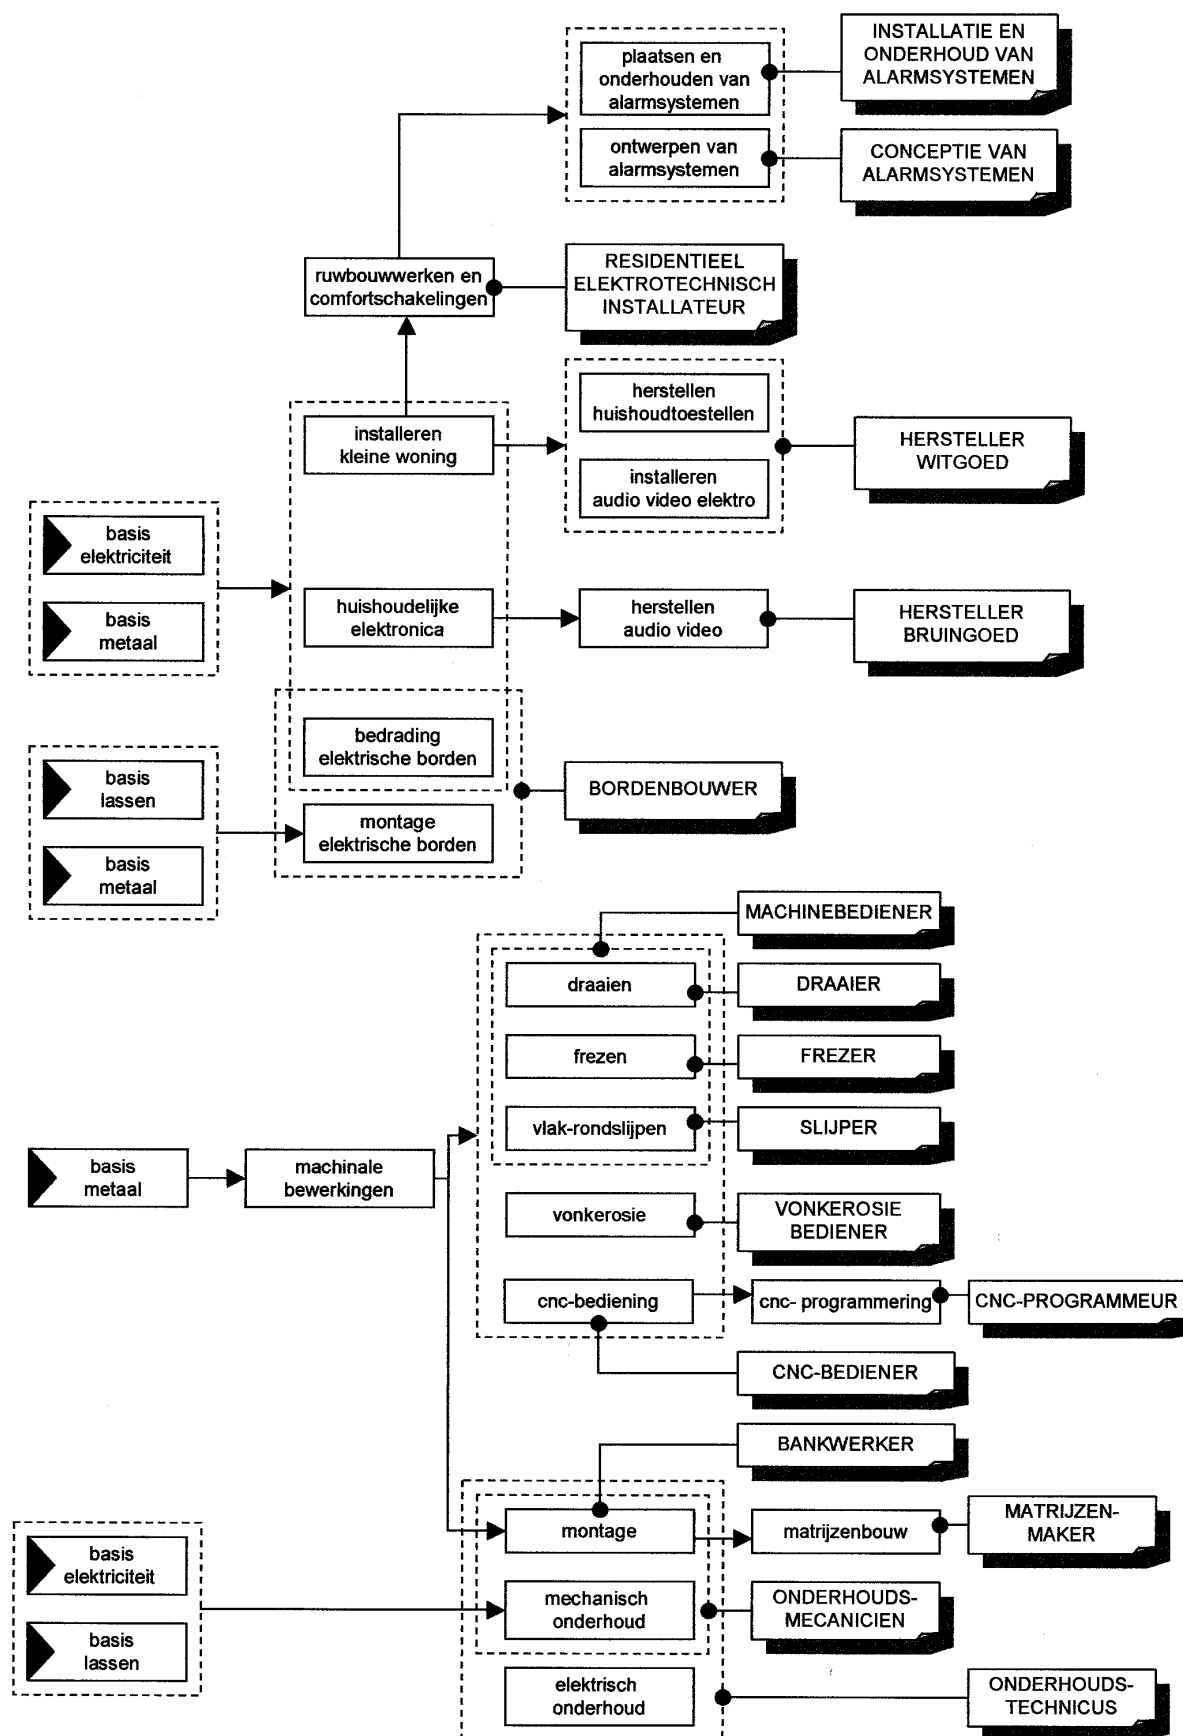 plaatsen en
onderhouden van
alarmsystemen
INSTALLATIE EN
ONDERHOUD VAN
ALARMSYSTEMEN
ontwerpen van
alarmsystemen
CONCEPTIE VAN
ALARMSYSTEMEN
ruwbouwwerken en
comfortschakelingen
RESIDENTIEEL
ELEKTROTECHNISCH
INSTALLATEUR
herstellen
huishoudtoestellen
installeren
kleine woning
HERSTELLER
WITGOED
installeren
audio video elektro
basis
elektriciteit
basis
metaal
huishoudelijke
elektronica
herstellen
audio video
HERSTELLER
BRUINGOED
bedrading
elektrische borden
basis
lassen
BORDENBOUWER
montage
elektrische borden
basis
metaal
MACHINEBEDIENER
draaien
DRAAIER
frezen
FREZER
vlak-rondslijpen
SLIJPER
basis
metaal
machinale
bewerkingen
vonkerosie
VONKEROSIE
BEDIENER
cnc-bediening
cnc- programmering
CNC-PROGRAMMEUR
CNC-BEDIENER
BANKWERKER
montage
matrijzenbouw
MATRIJZEN-
MAKER
basis
elektriciteit
mechanisch
onderhoud
ONDERHOUDS-
MECANICIEN
basis
lassen
elektrisch
onderhoud
ONDERHOUDS-
TECHNICUS